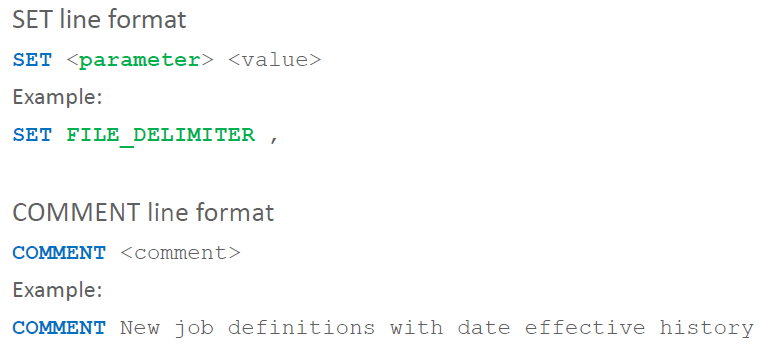 SET line format
SET <parameter> <value>
Example:
SET FILE_DELIMITER ,
COMMENT line format
COMMENT <comment>
Example:
COMMENT New job definitions with date effective history